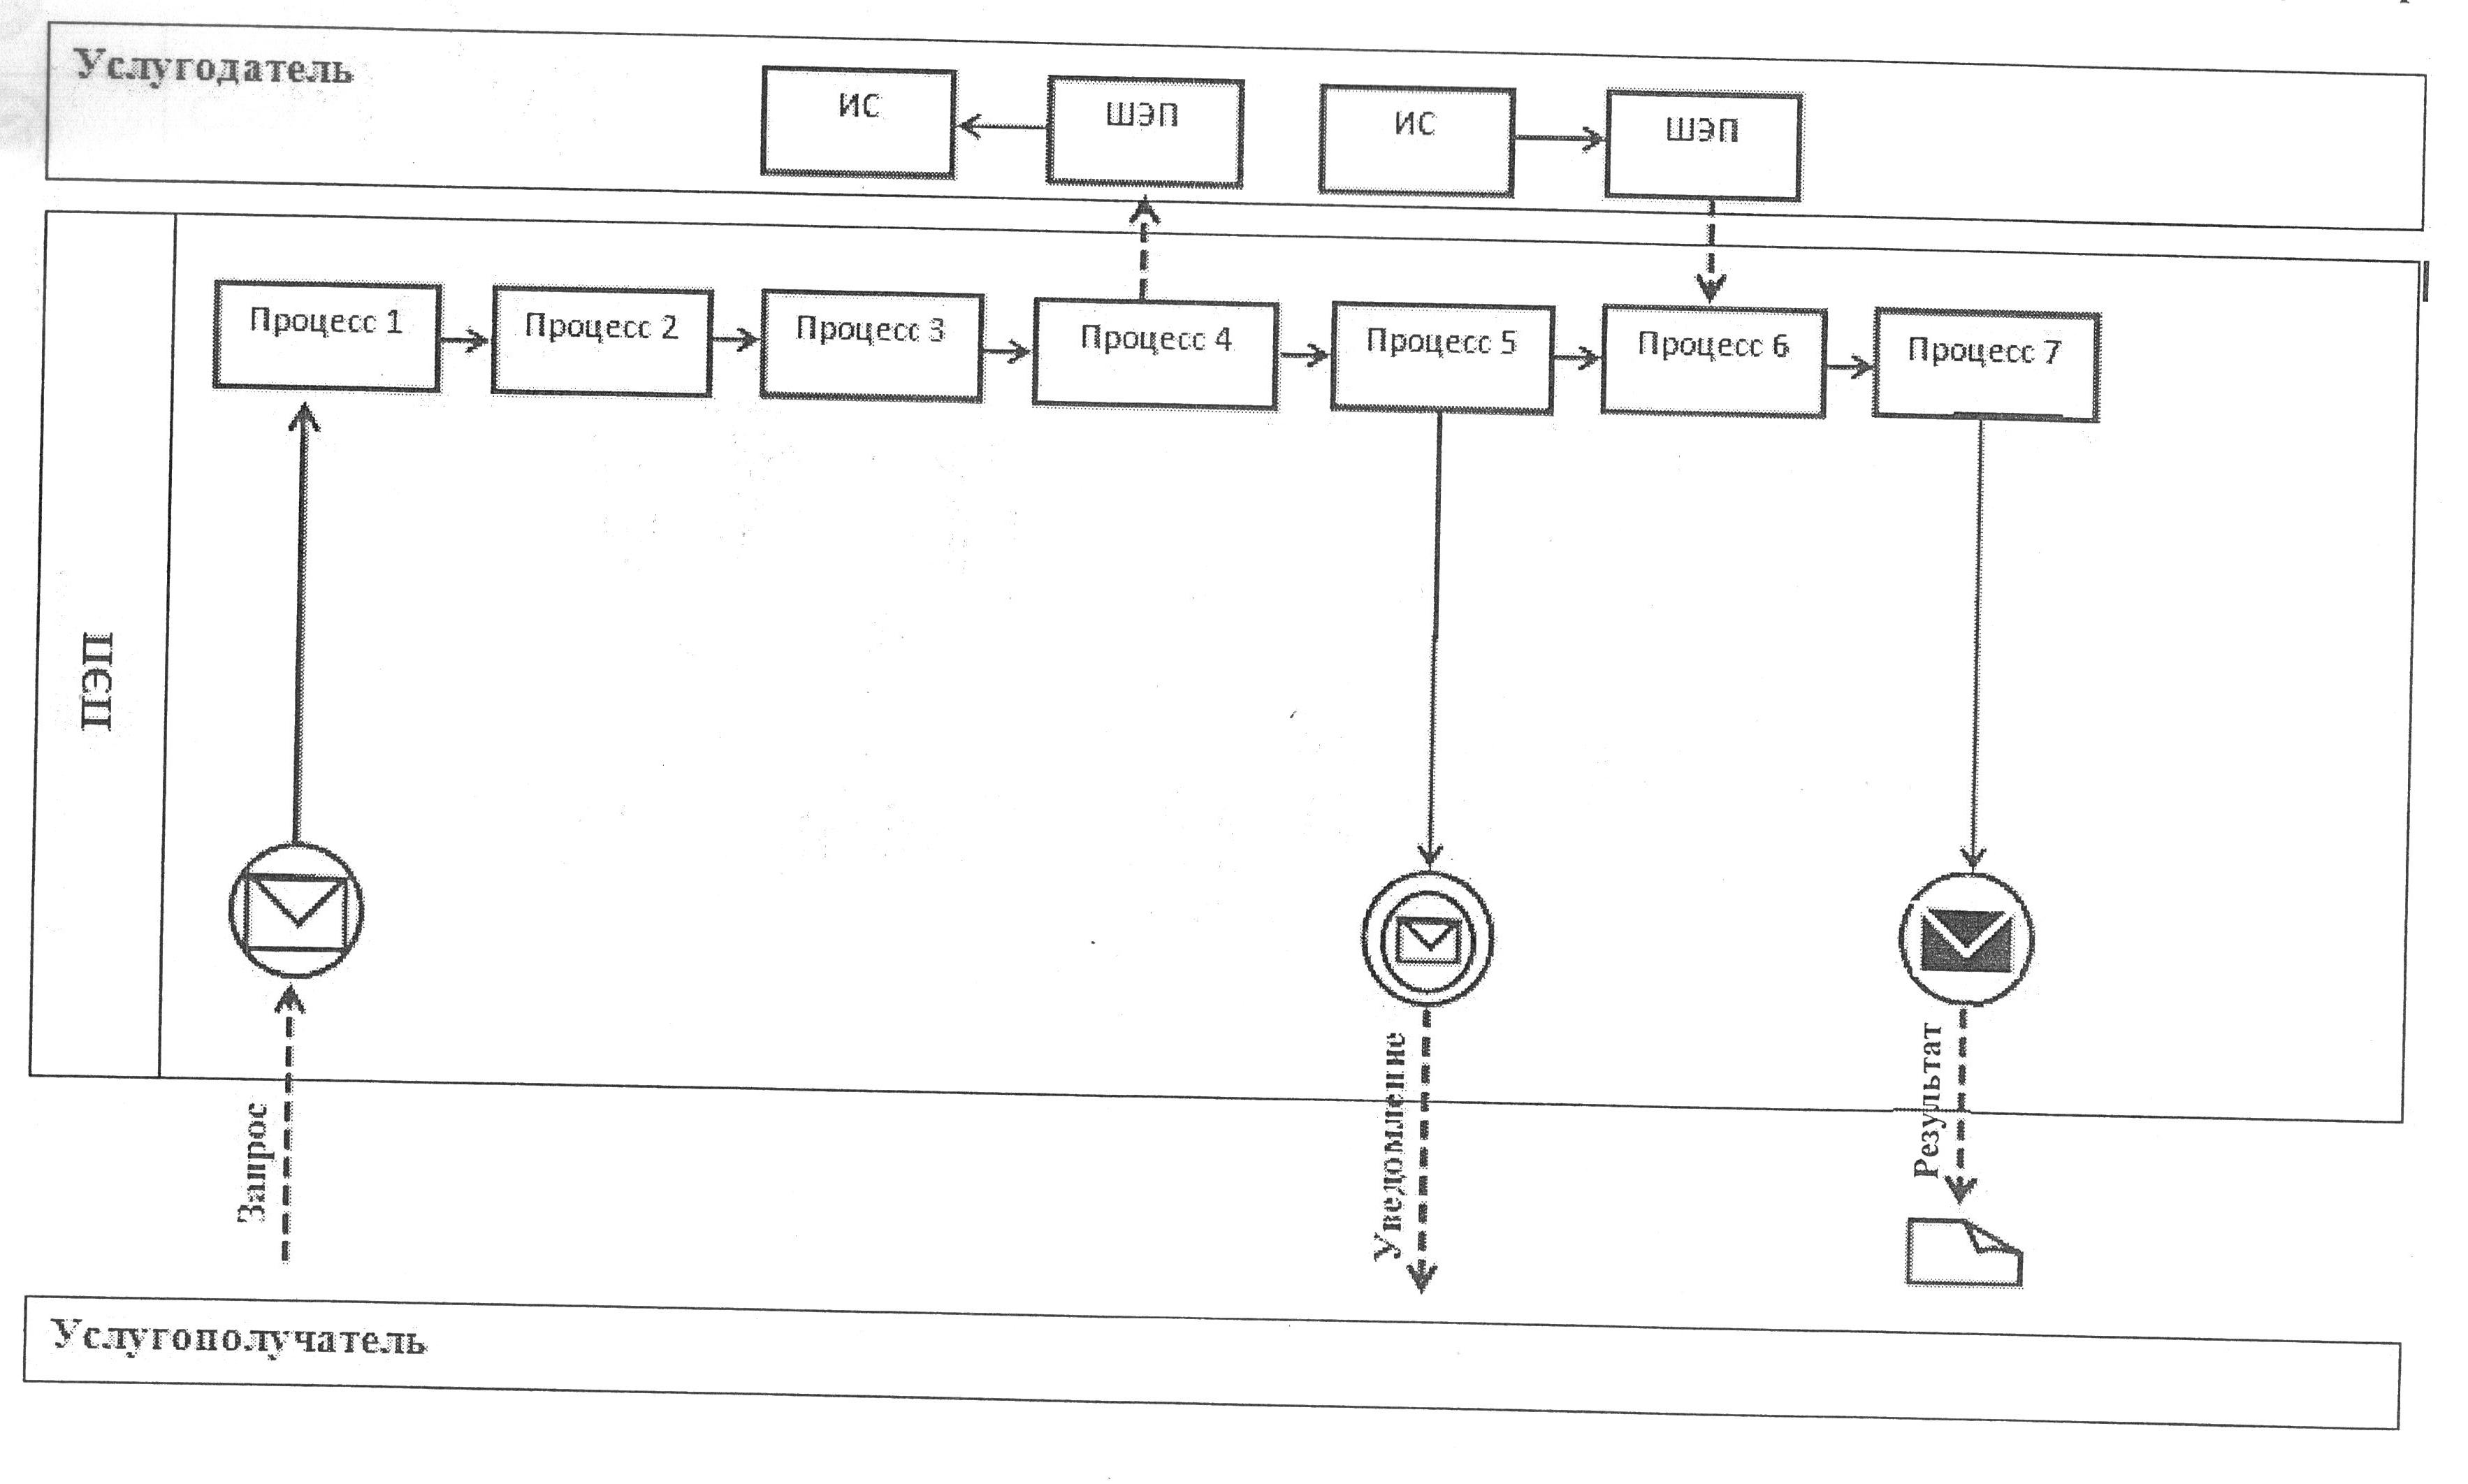 Услугодатель
ИС
ШЭП
ИС
ШЭП
ПЭП
Процесс 1
Процесс 2
Процесс 3
Процесс 4
Процесс 5
Процесс 6
Процесс 7
Запрос
Уведомление
Результат
Услугополучатель